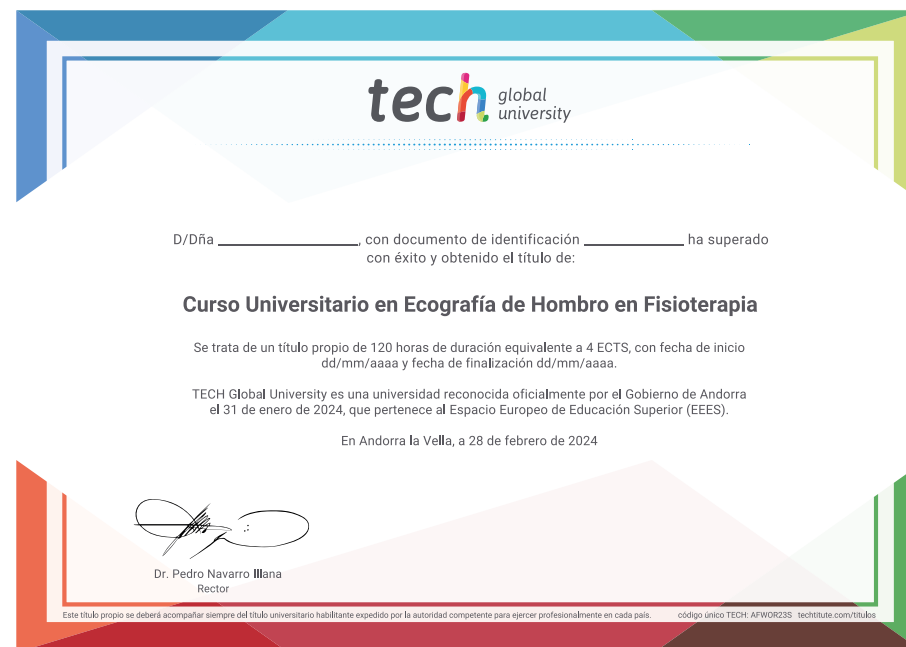 tech global
university
D/Dña ____________________, con documento de identificación ______________ ha superado
con éxito y obtenido el título de:
Curso Universitario en Ecografía de Hombro en Fisioterapia
Se trata de un título propio de 120 horas de duración equivalente a 4 ECTS, con fecha de inicio
dd/mm/aaaa y fecha de finalización dd/mm/aaaa.
TECH Global University es una universidad reconocida oficialmente por el Gobierno de Andorra
el 31 de enero de 2024, que pertenece al Espacio Europeo de Educación Superior (EEES).
En Andorra la Vella, a 28 de febrero de 2024
Dr. Pedro Navarro Illana
Rector
Este título propio se deberá acompañar siempre del título universitario habilitante expedido por la autoridad competente para ejercer profesionalmente en cada país. código único TECH: AFWOR23S techtitute.com/titulos